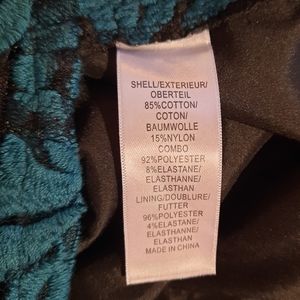 SHELL/EXTERIEUR/
OBERTEIL
85%COTTON/
COTON/
BAUMWOLLE
15%NYLON
COMBO
92%POLYESTER
8%ELASTANE/
ELASTHANNE/
ELASTHAN
LINING/DOUBLURE/
FUTTER
96%POLYESTER
4%ELASTANE/
ELASTHANNE/
ELASTHAN
MADE IN CHINA